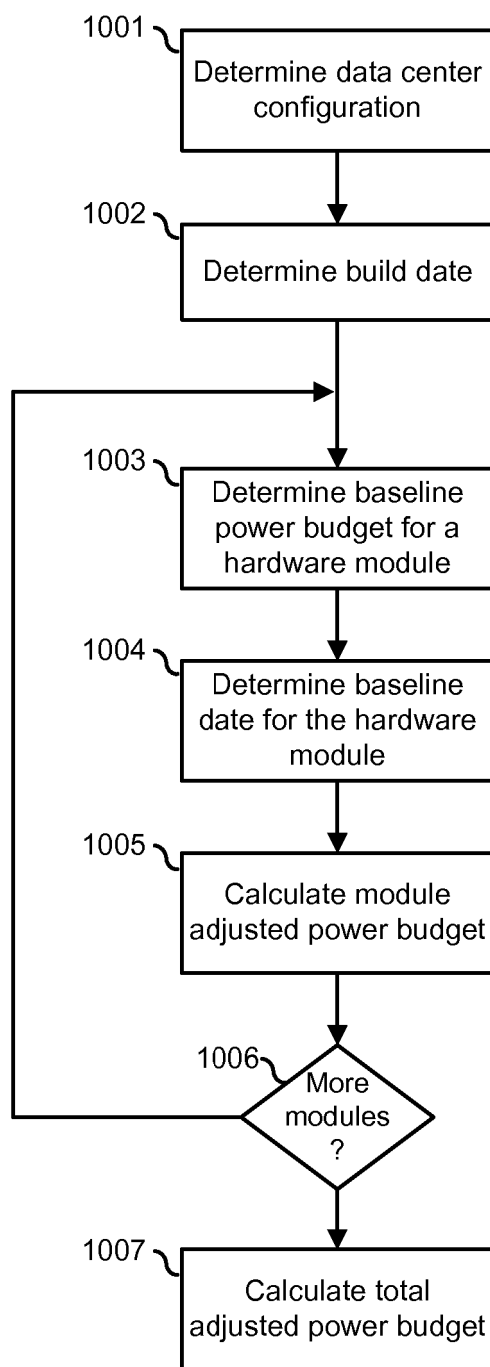 1001
Determine data center
configuration
1002
Determine build date
1003
Determine baseline
power budget for a
hardware module
1004
Determine baseline
date for the hardware
module
1005
Calculate module
adjusted power budget
1006
More
modules
?
1007
Calculate total
adjusted power budget